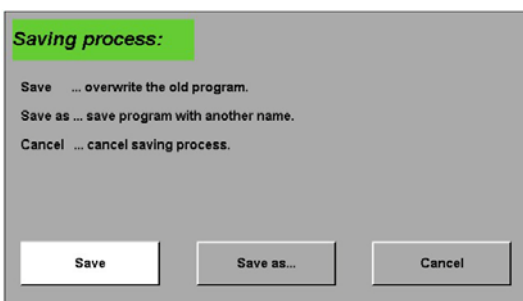 Saving process:
Save ... overwrite the old program.
Save as ... save program with another name.
Cancel ... cancel saving process.
Save Save as... Cancel